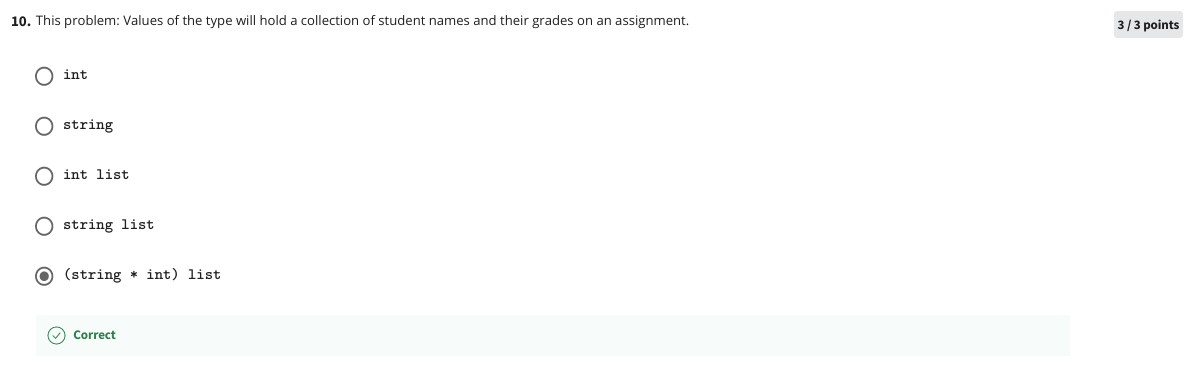 10. This problem: Values of the type will hold a collection of student names and their grades on an assignment.
3 / 3 points
int
string
int list
string list
(string * int) list
Correct